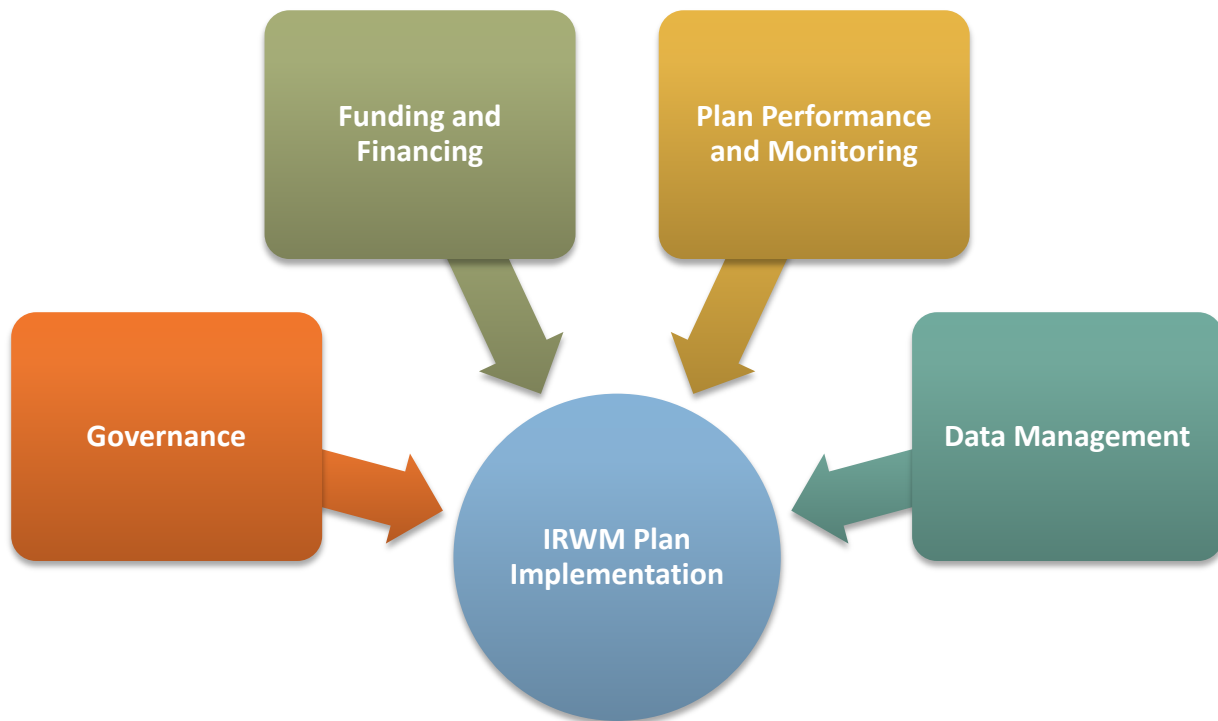 Funding and
Financing
Plan Performance
and Monitoring
Governance
Data Management
IRWM Plan
Implementation